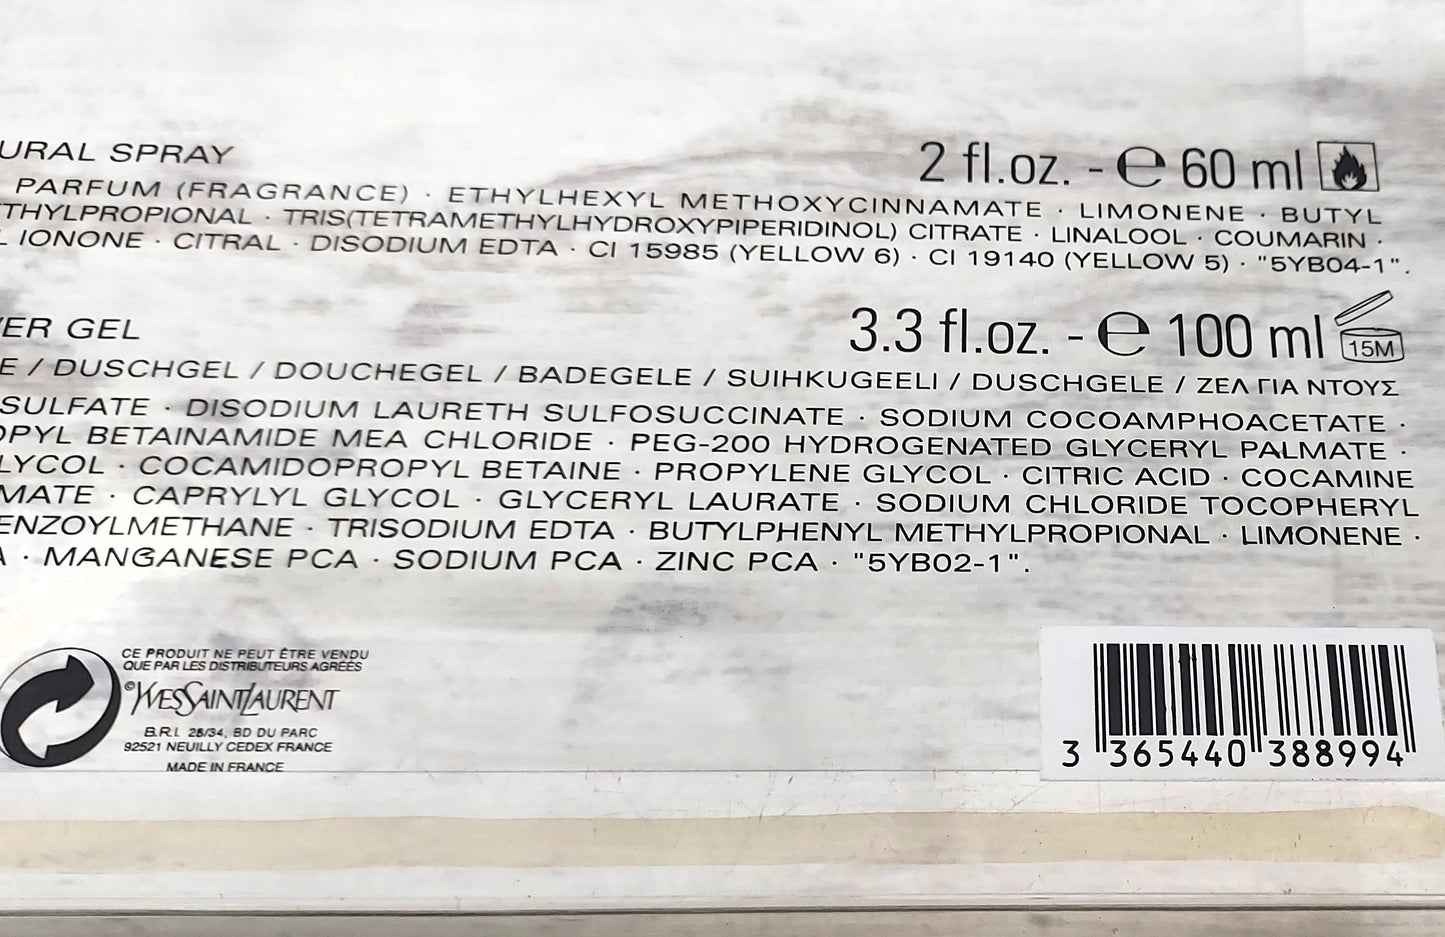 URAL SPRAY
2 fl.oz. - ℮ 60 ml
PARFUM (FRAGRANCE) · ETHYLHEXYL METHOXYCINNAMATE · LIMONENE · BUTYL
THYLPROPIONAL · TRIS(TETRAMETHYLHYDROXYPIPERIDINOL) CITRATE · LINALOOL · COUMARIN ·
L IONONE · CITRAL · DISODIUM EDTA · CI 15985 (YELLOW 6) · CI 19140 (YELLOW 5) · "5YB04-1".
ER GEL
3.3 fl.oz. - ℮ 100 ml
15M
E / DUSCHGEL / DOUCHEGEL / BADEGELE / SUIHKUGEELI / DUSCHGELE / ΖΕΛ ΓΙΑ ΝΤΟΥΣ
SULFATE · DISODIUM LAURETH SULFOSUCCINATE · SODIUM COCOAMPHOACETATE ·
OPYL BETAINAMIDE MEA CHLORIDE · PEG-200 HYDROGENATED GLYCERYL PALMATE ·
LYCOL · COCAMIDOPROPYL BETAINE · PROPYLENE GLYCOL · CITRIC ACID · COCAMINE
MATE · CAPRYLYL GLYCOL · GLYCERYL LAURATE · SODIUM CHLORIDE TOCOPHERYL
ENZOYLMETHANE · TRISODIUM EDTA · BUTYLPHENYL METHYLPROPIONAL · LIMONENE ·
A · MANGANESE PCA · SODIUM PCA · ZINC PCA · "5YB02-1".
CE PRODUIT NE PEUT ÊTRE VENDU
QUE PAR LES DISTRIBUTEURS AGRÉÉS
©YVESSAINTLAURENT
B.R.I. 28/34, BD DU PARC
92521 NEUILLY CEDEX FRANCE
MADE IN FRANCE
3 365440 388994